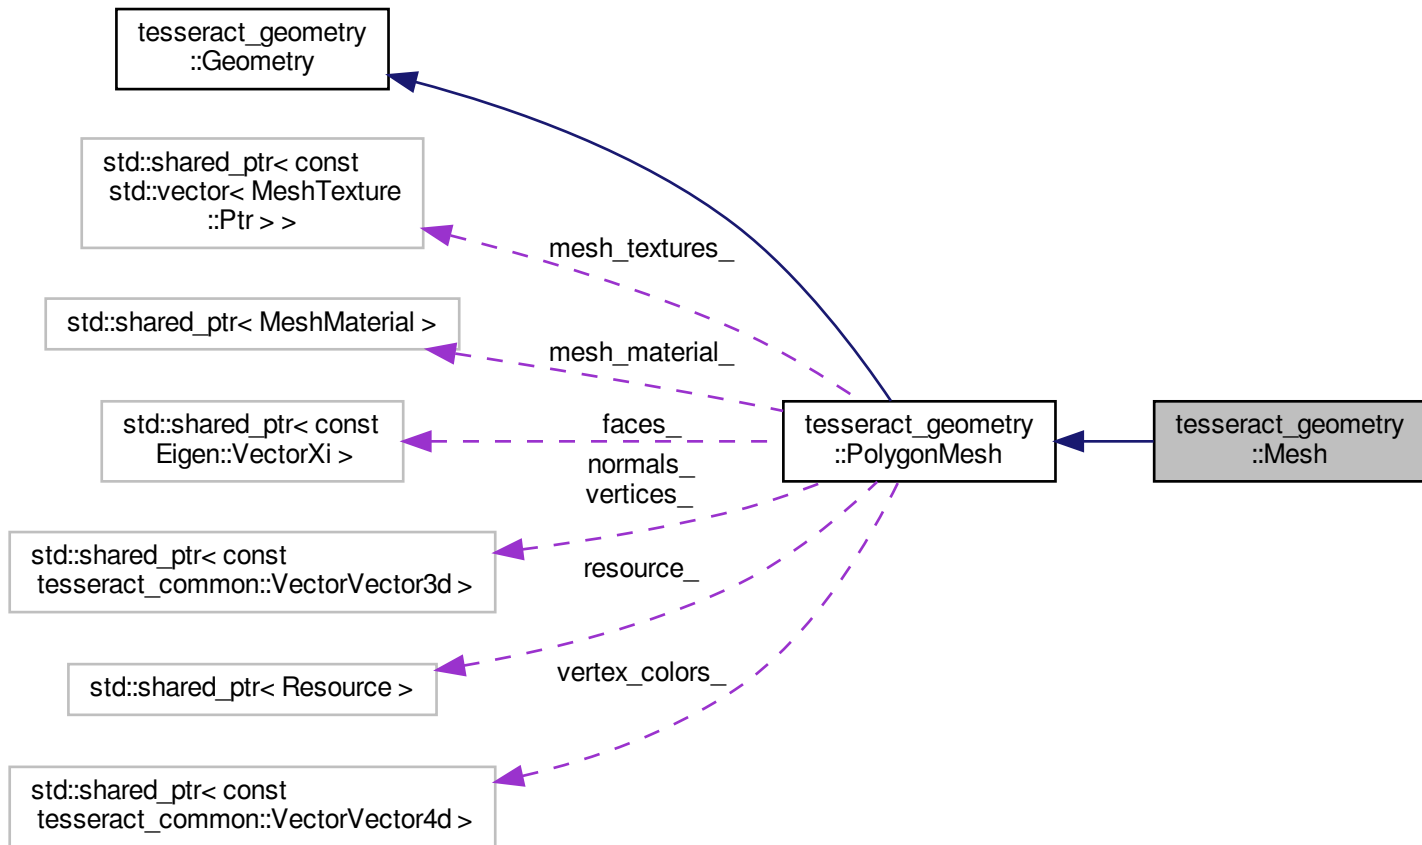 tesseract_geometry
::Geometry
std::shared_ptr< const
std::vector< MeshTexture
::Ptr > >
mesh_textures_
std::shared_ptr< MeshMaterial >
mesh_material_
std::shared_ptr< const
Eigen::VectorXi >
faces_
tesseract_geometry
::PolygonMesh
tesseract_geometry
::Mesh
normals_
vertices_
std::shared_ptr< const
tesseract_common::VectorVector3d >
resource_
std::shared_ptr< Resource >
vertex_colors_
std::shared_ptr< const
tesseract_common::VectorVector4d >